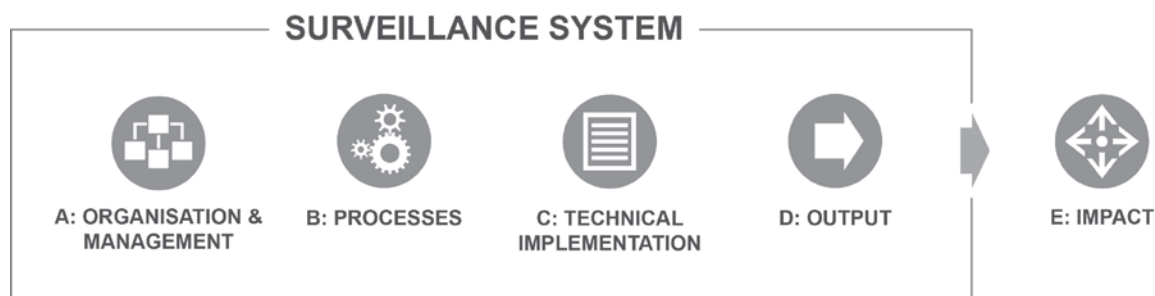 SURVEILLANCE SYSTEM
A: ORGANISATION &
MANAGEMENT
B: PROCESSES
C: TECHNICAL
IMPLEMENTATION
D: OUTPUT
E: IMPACT